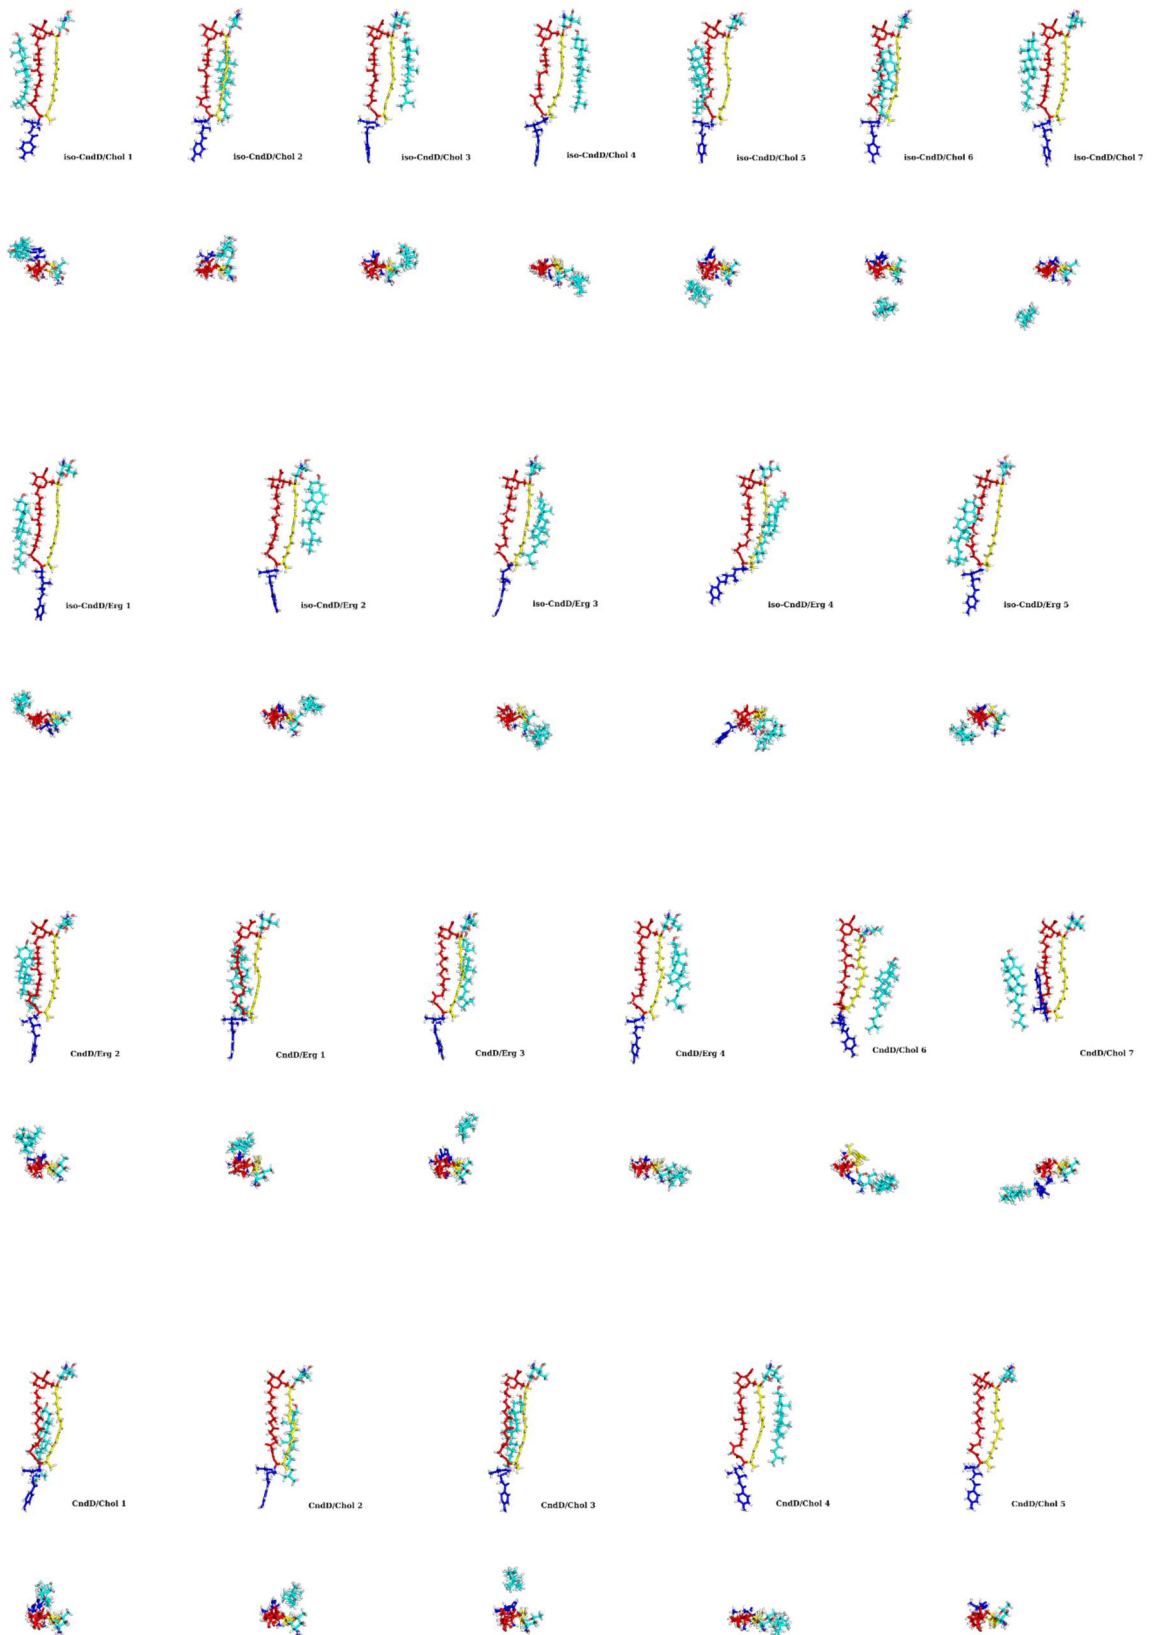 iso-CndD/Chol 1
iso-CndD/Chol 2
iso-CndD/Chol 3
iso-CndD/Chol 4
iso-CndD/Chol 5
iso-CndD/Chol 6
iso-CndD/Chol 7
iso-CndD/Erg 1
iso-CndD/Erg 2
iso-CndD/Erg 3
iso-CndD/Erg 4
iso-CndD/Erg 5
CndD/Erg 2
CndD/Erg 1
CndD/Erg 3
CndD/Erg 4
CndD/Chol 6
CndD/Chol 7
CndD/Chol 1
CndD/Chol 2
CndD/Chol 3
CndD/Chol 4
CndD/Chol 5